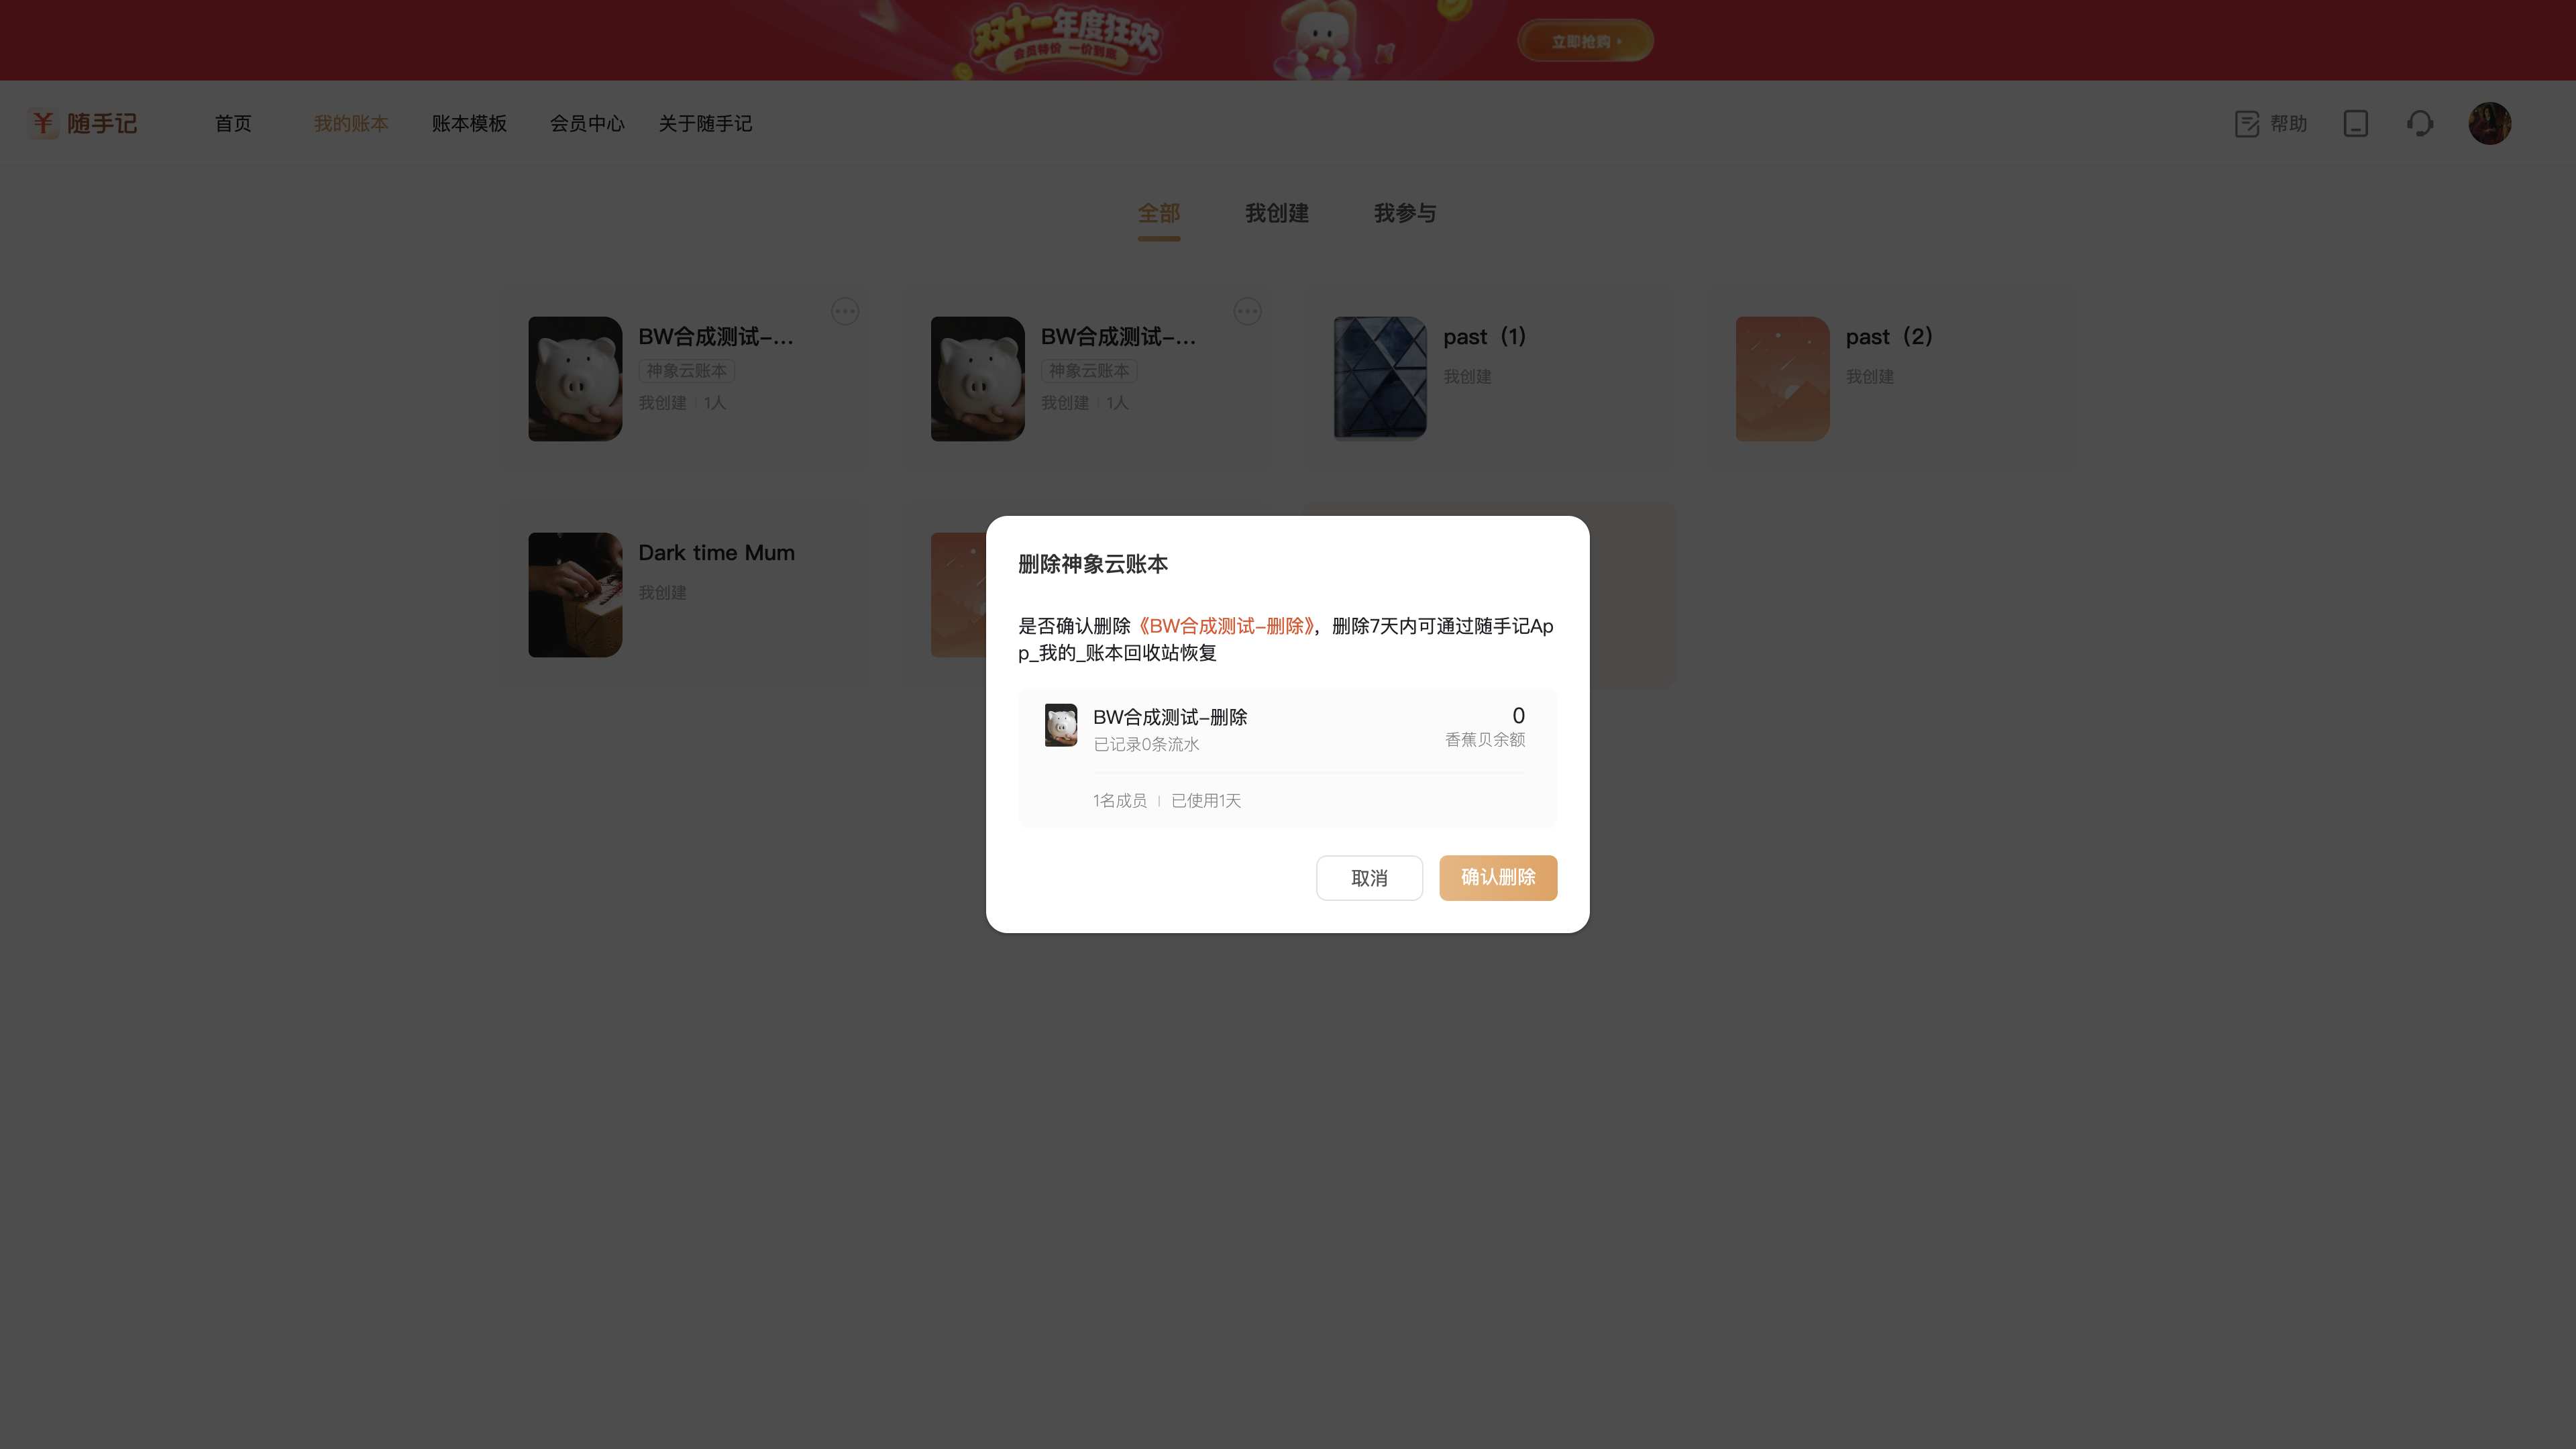 双十一年度狂欢
会员特价 一价到底
立即抢购
随手记
首页
我的账本
账本模板
会员中心
关于随手记
帮助
全部
我创建
我参与
BW合成测试-...
神象云账本
我创建 | 1人
BW合成测试-...
神象云账本
我创建 | 1人
past（1）
我创建
past（2）
我创建
Dark time Mum
我创建
删除神象云账本
是否确认删除《BW合成测试-删除》，删除7天内可通过随手记Ap
p_我的_账本回收站恢复
BW合成测试-删除
已记录0条流水
0
香蕉贝余额
1名成员 | 已使用1天
取消
确认删除